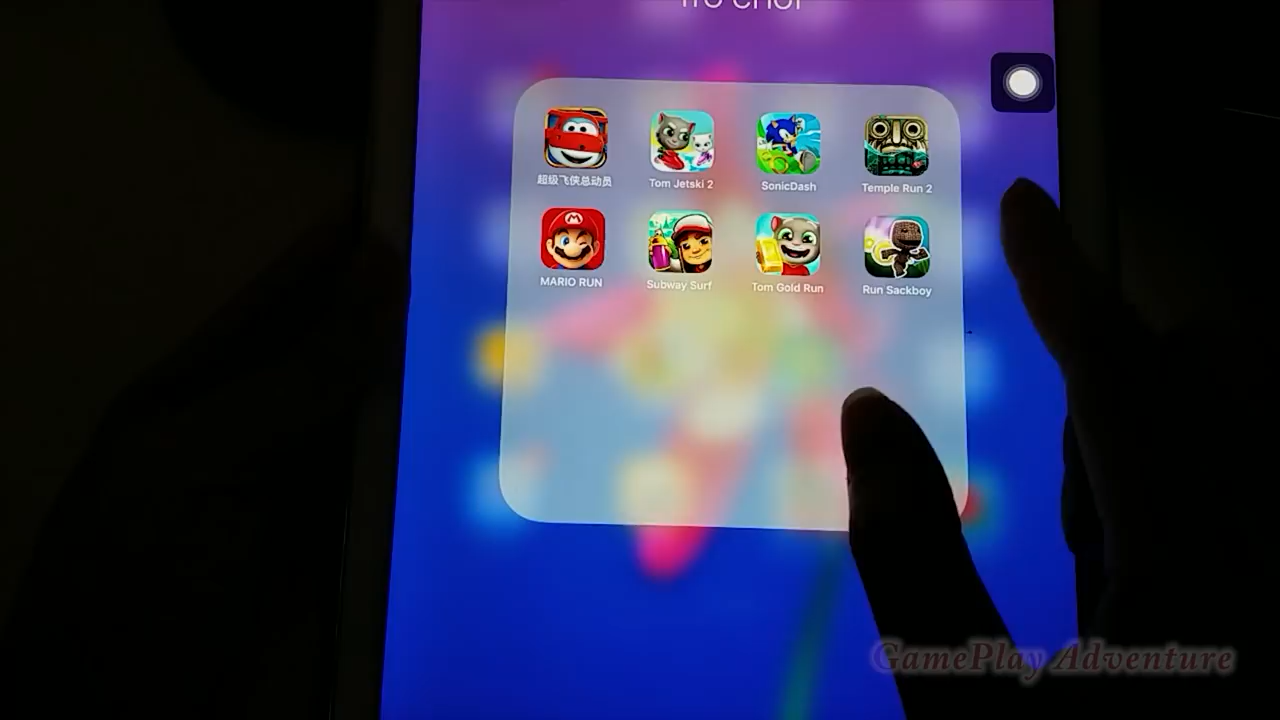 超级飞侠总动员
Tom Jetski 2
SonicDash
Temple Run 2
MARIO RUN
Subway Surf
Tom Gold Run
Run Sackboy
GamePlay Adventure